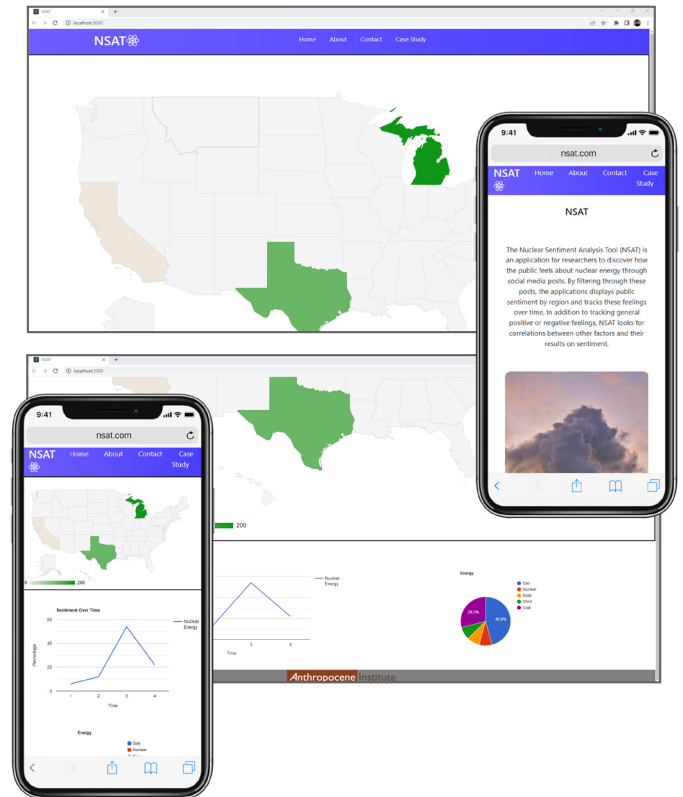 NSAT
localhost:3000
NSAT
Home About Contact Case Study
9:41
nsat.com
NSAT Home About Contact Case
Study
NSAT
The Nuclear Sentiment Analysis Tool (NSAT) is
an application for researchers to discover how
the public feels about nuclear energy through
social media posts. By filtering through these
posts, the applications displays public
sentiment by region and tracks these feelings
over time. In addition to tracking general
positive or negative feelings, NSAT looks for
correlations between other factors and their
results on sentiment.
NSAT
localhost:3000
200
Nuclear
Energy
3 4
Time
Energy
29.2%
45.8%
Gas
Nuclear
Solar
Wind
Coal
Anthropocene Institute
9:41
nsat.com
NSAT Home About Contact Case
Study
0 200
Sentiment Over Time
60
40
20
0
Percentage
1 2 3 4
Time
Nuclear
Energy
Energy
Gas
Nuclear